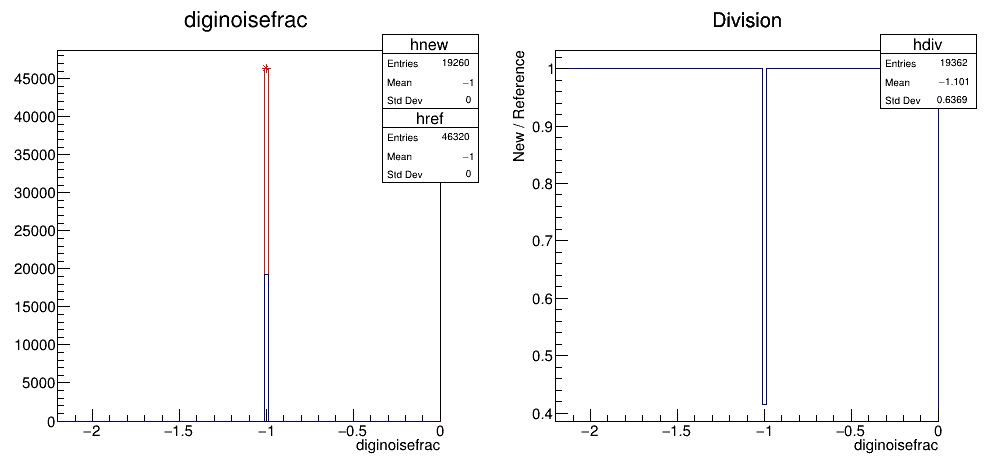 diginoisefrac
hnew
Entries 19260
Mean −1
Std Dev 0
href
Entries 46320
Mean −1
Std Dev 0
45000
40000
35000
30000
25000
20000
15000
10000
5000
0
−2 −1.5 −1 −0.5 0
diginoisefrac
Division
hdiv
Entries 19362
Mean −1.101
Std Dev 0.6369
New / Reference
1
0.9
0.8
0.7
0.6
0.5
0.4
−2 −1.5 −1 −0.5 0
diginoisefrac